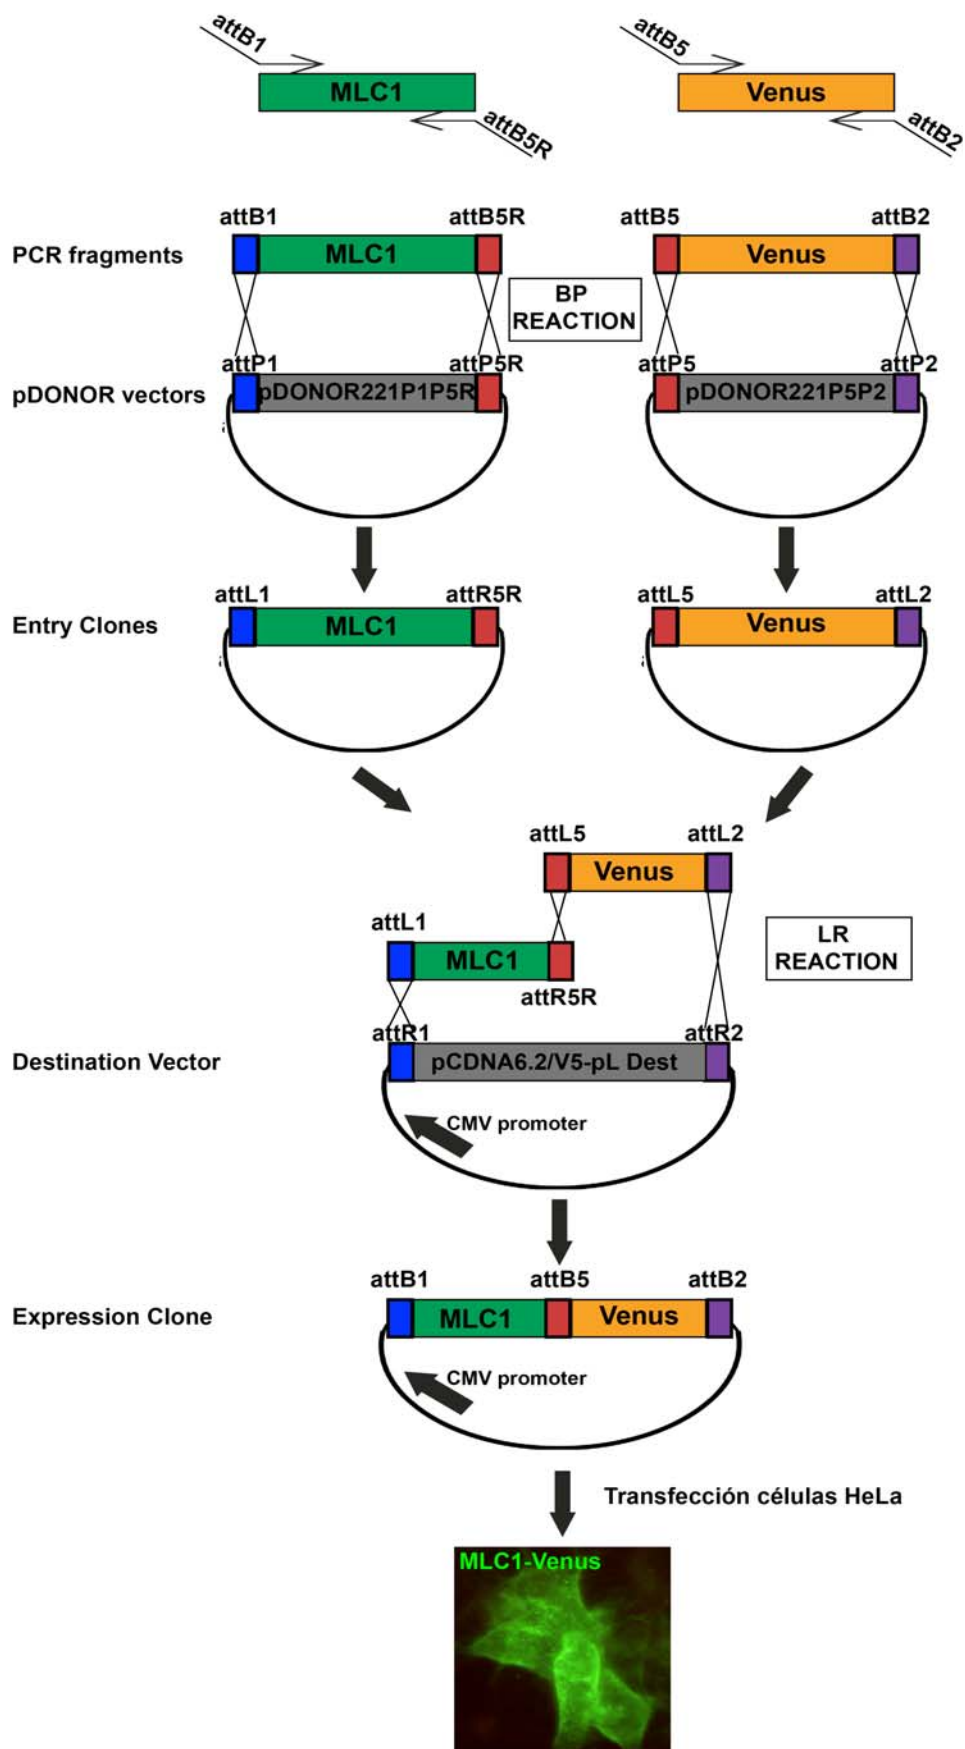 attB1
MLC1
attB5R
attB5
Venus
attB2
attB1
attB5R
attB5
attB2
PCR fragments
MLC1
Venus
BP
REACTION
attP1
attP5R
attP5
attP2
pDONOR vectors
pDONOR221P1P5R
pDONOR221P5P2
attL1
attR5R
attL5
attL2
Entry Clones
MLC1
Venus
attL5
attL2
Venus
attL1
MLC1
attR5R
LR
REACTION
attR1
attR2
Destination Vector
pCDNA6.2/V5-pL Dest
CMV promoter
attB1
attB5
attB2
Expression Clone
MLC1
Venus
CMV promoter
Transfección células HeLa
MLC1-Venus